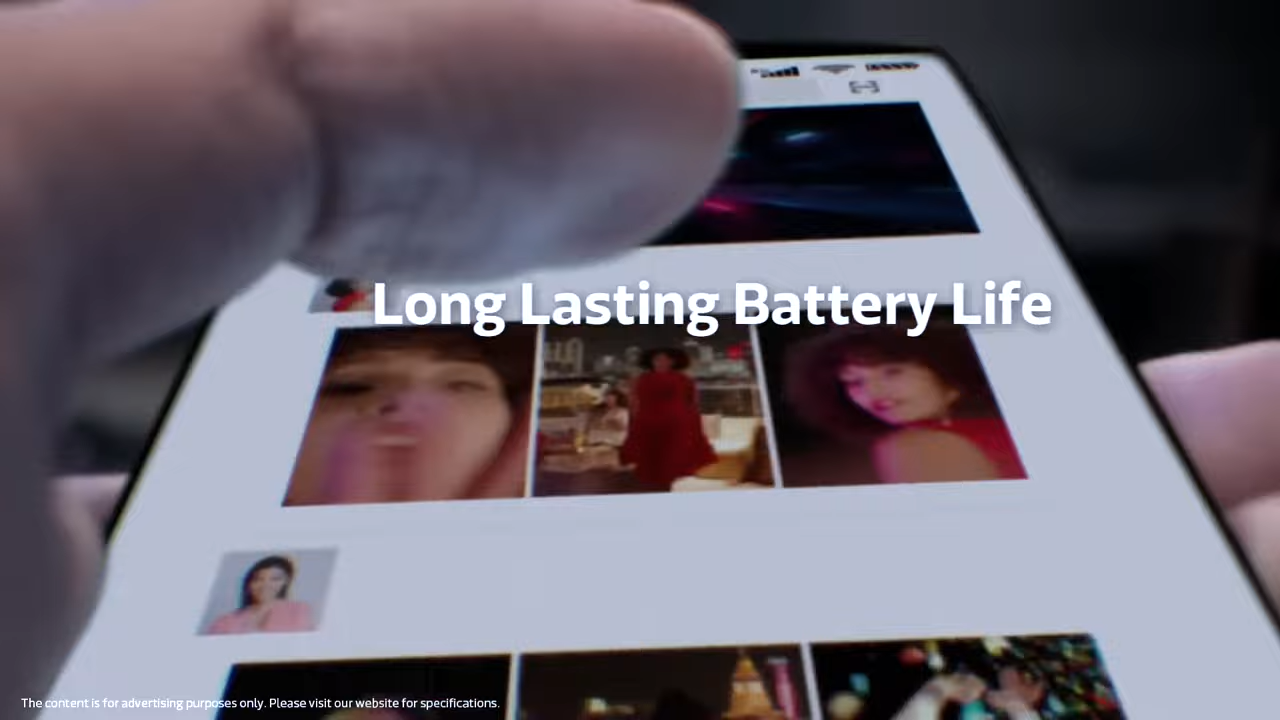 Long Lasting Battery Life
The content is for advertising purposes only. Please visit our website for specifications.